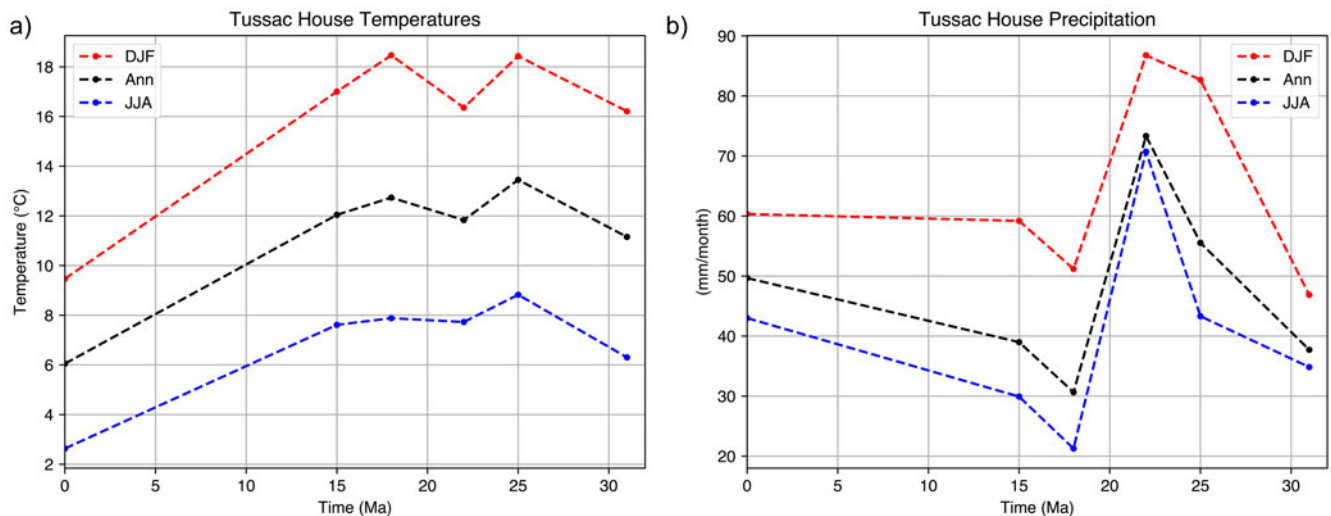 a)
Tussac House Temperatures
DJF
Ann
JJA
18
16
14
12
10
8
6
4
2
Temperature (°C)
0 5 10 15 20 25 30
Time (Ma)
b)
Tussac House Precipitation
DJF
Ann
JJA
90
80
70
60
50
40
30
20
(mm/month)
0 5 10 15 20 25 30
Time (Ma)